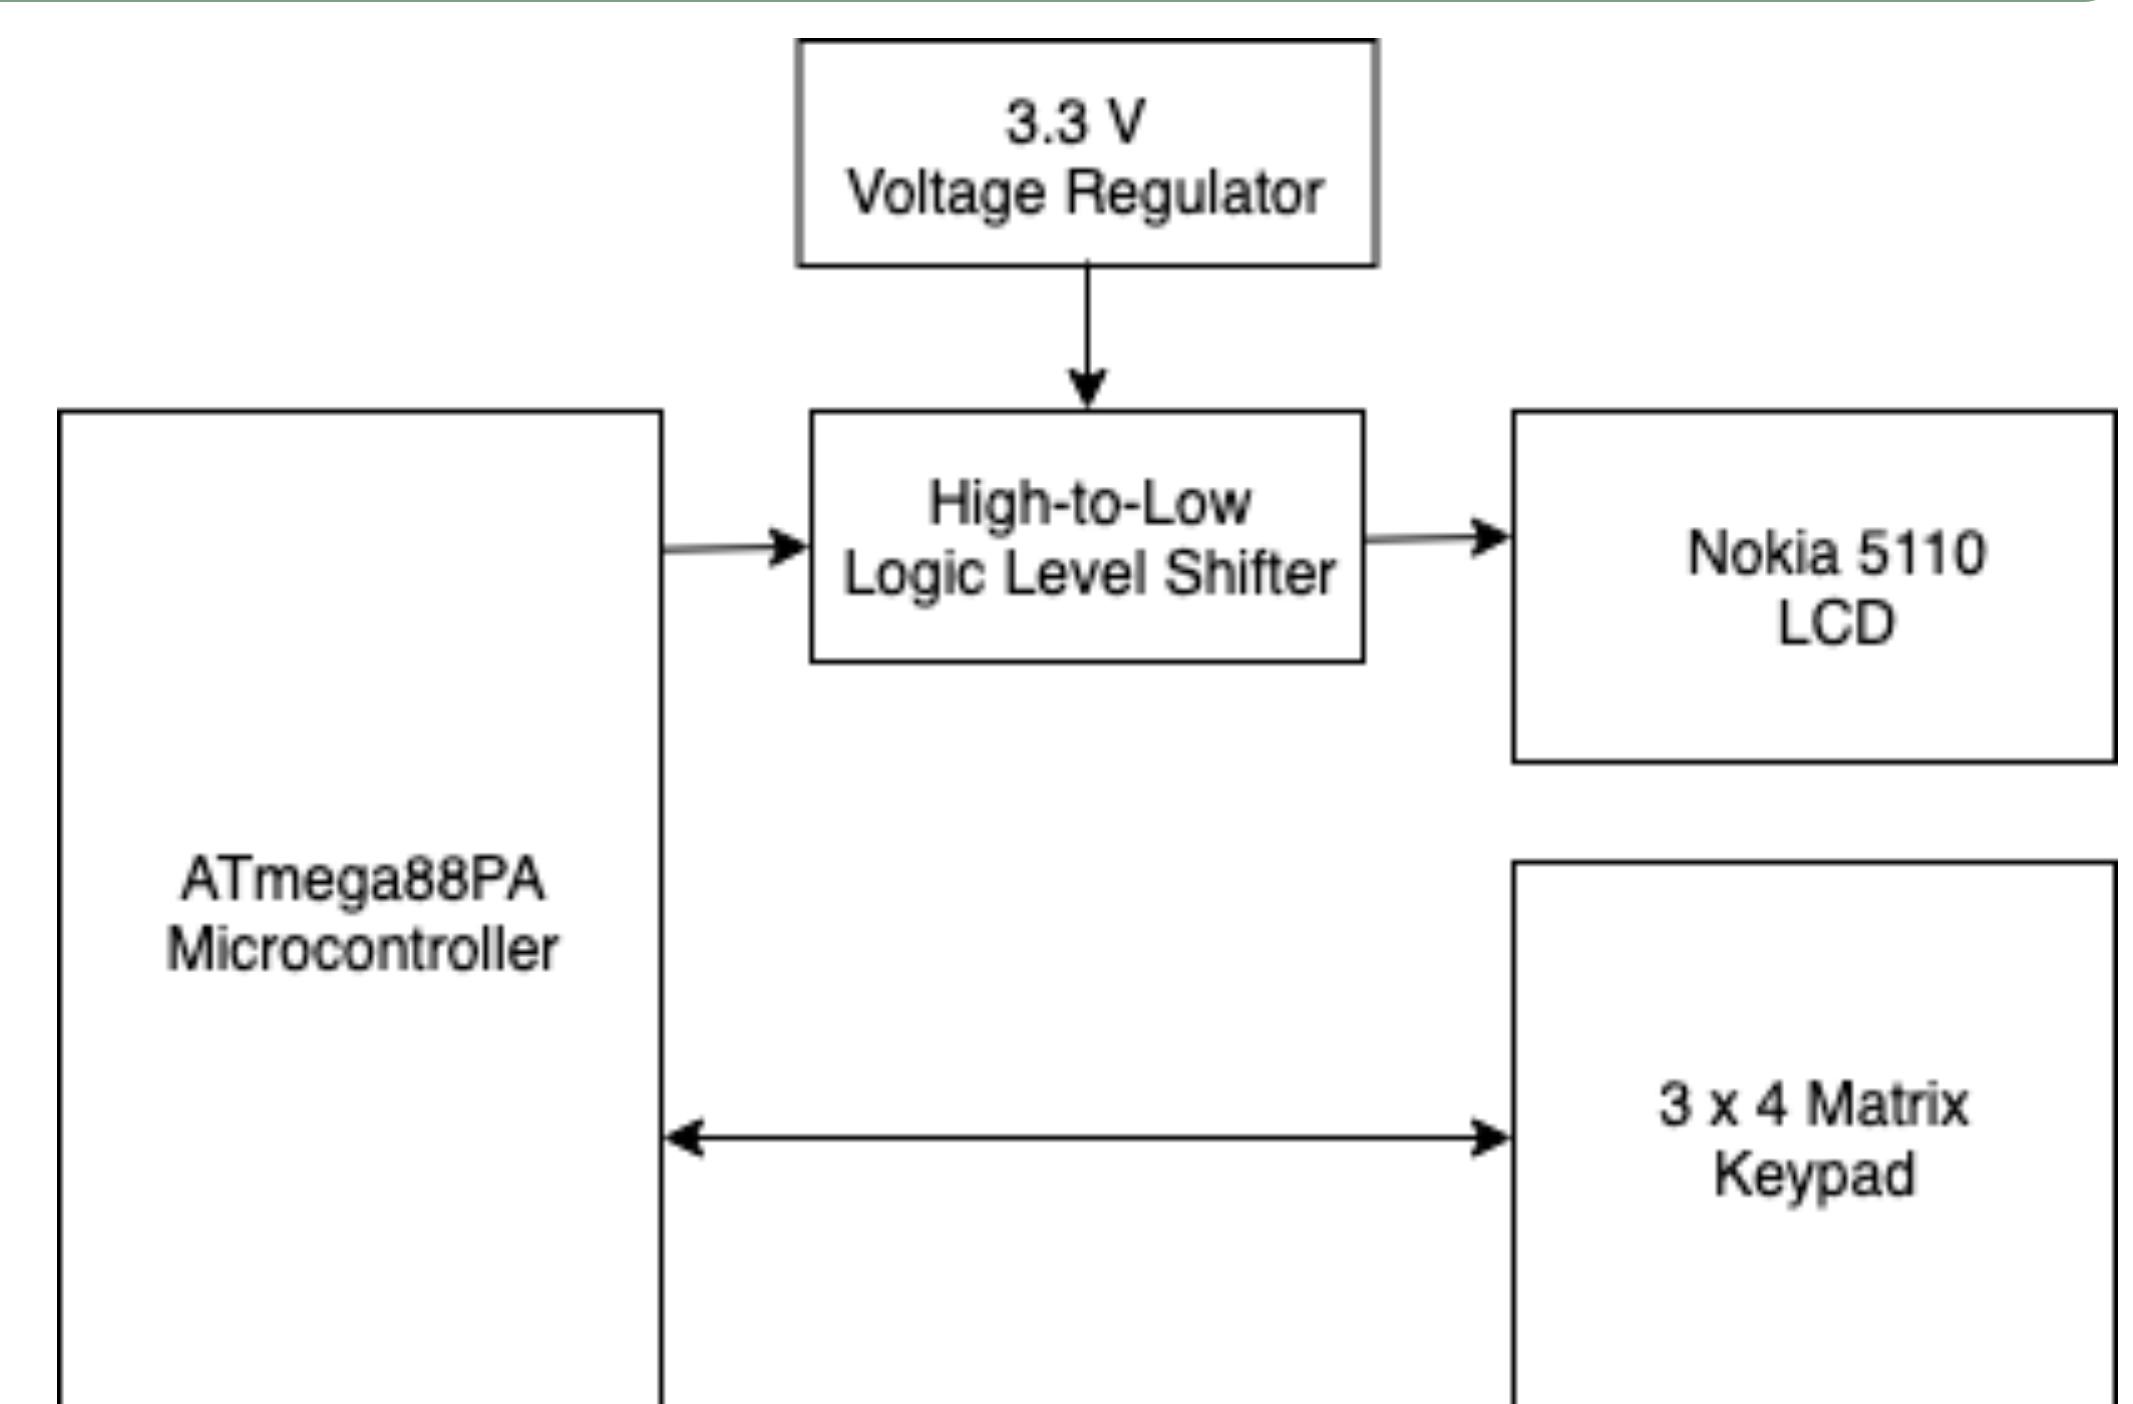 3.3 V
Voltage Regulator
High-to-Low
Logic Level Shifter
Nokia 5110
LCD
ATmega88PA
Microcontroller
3 x 4 Matrix
Keypad